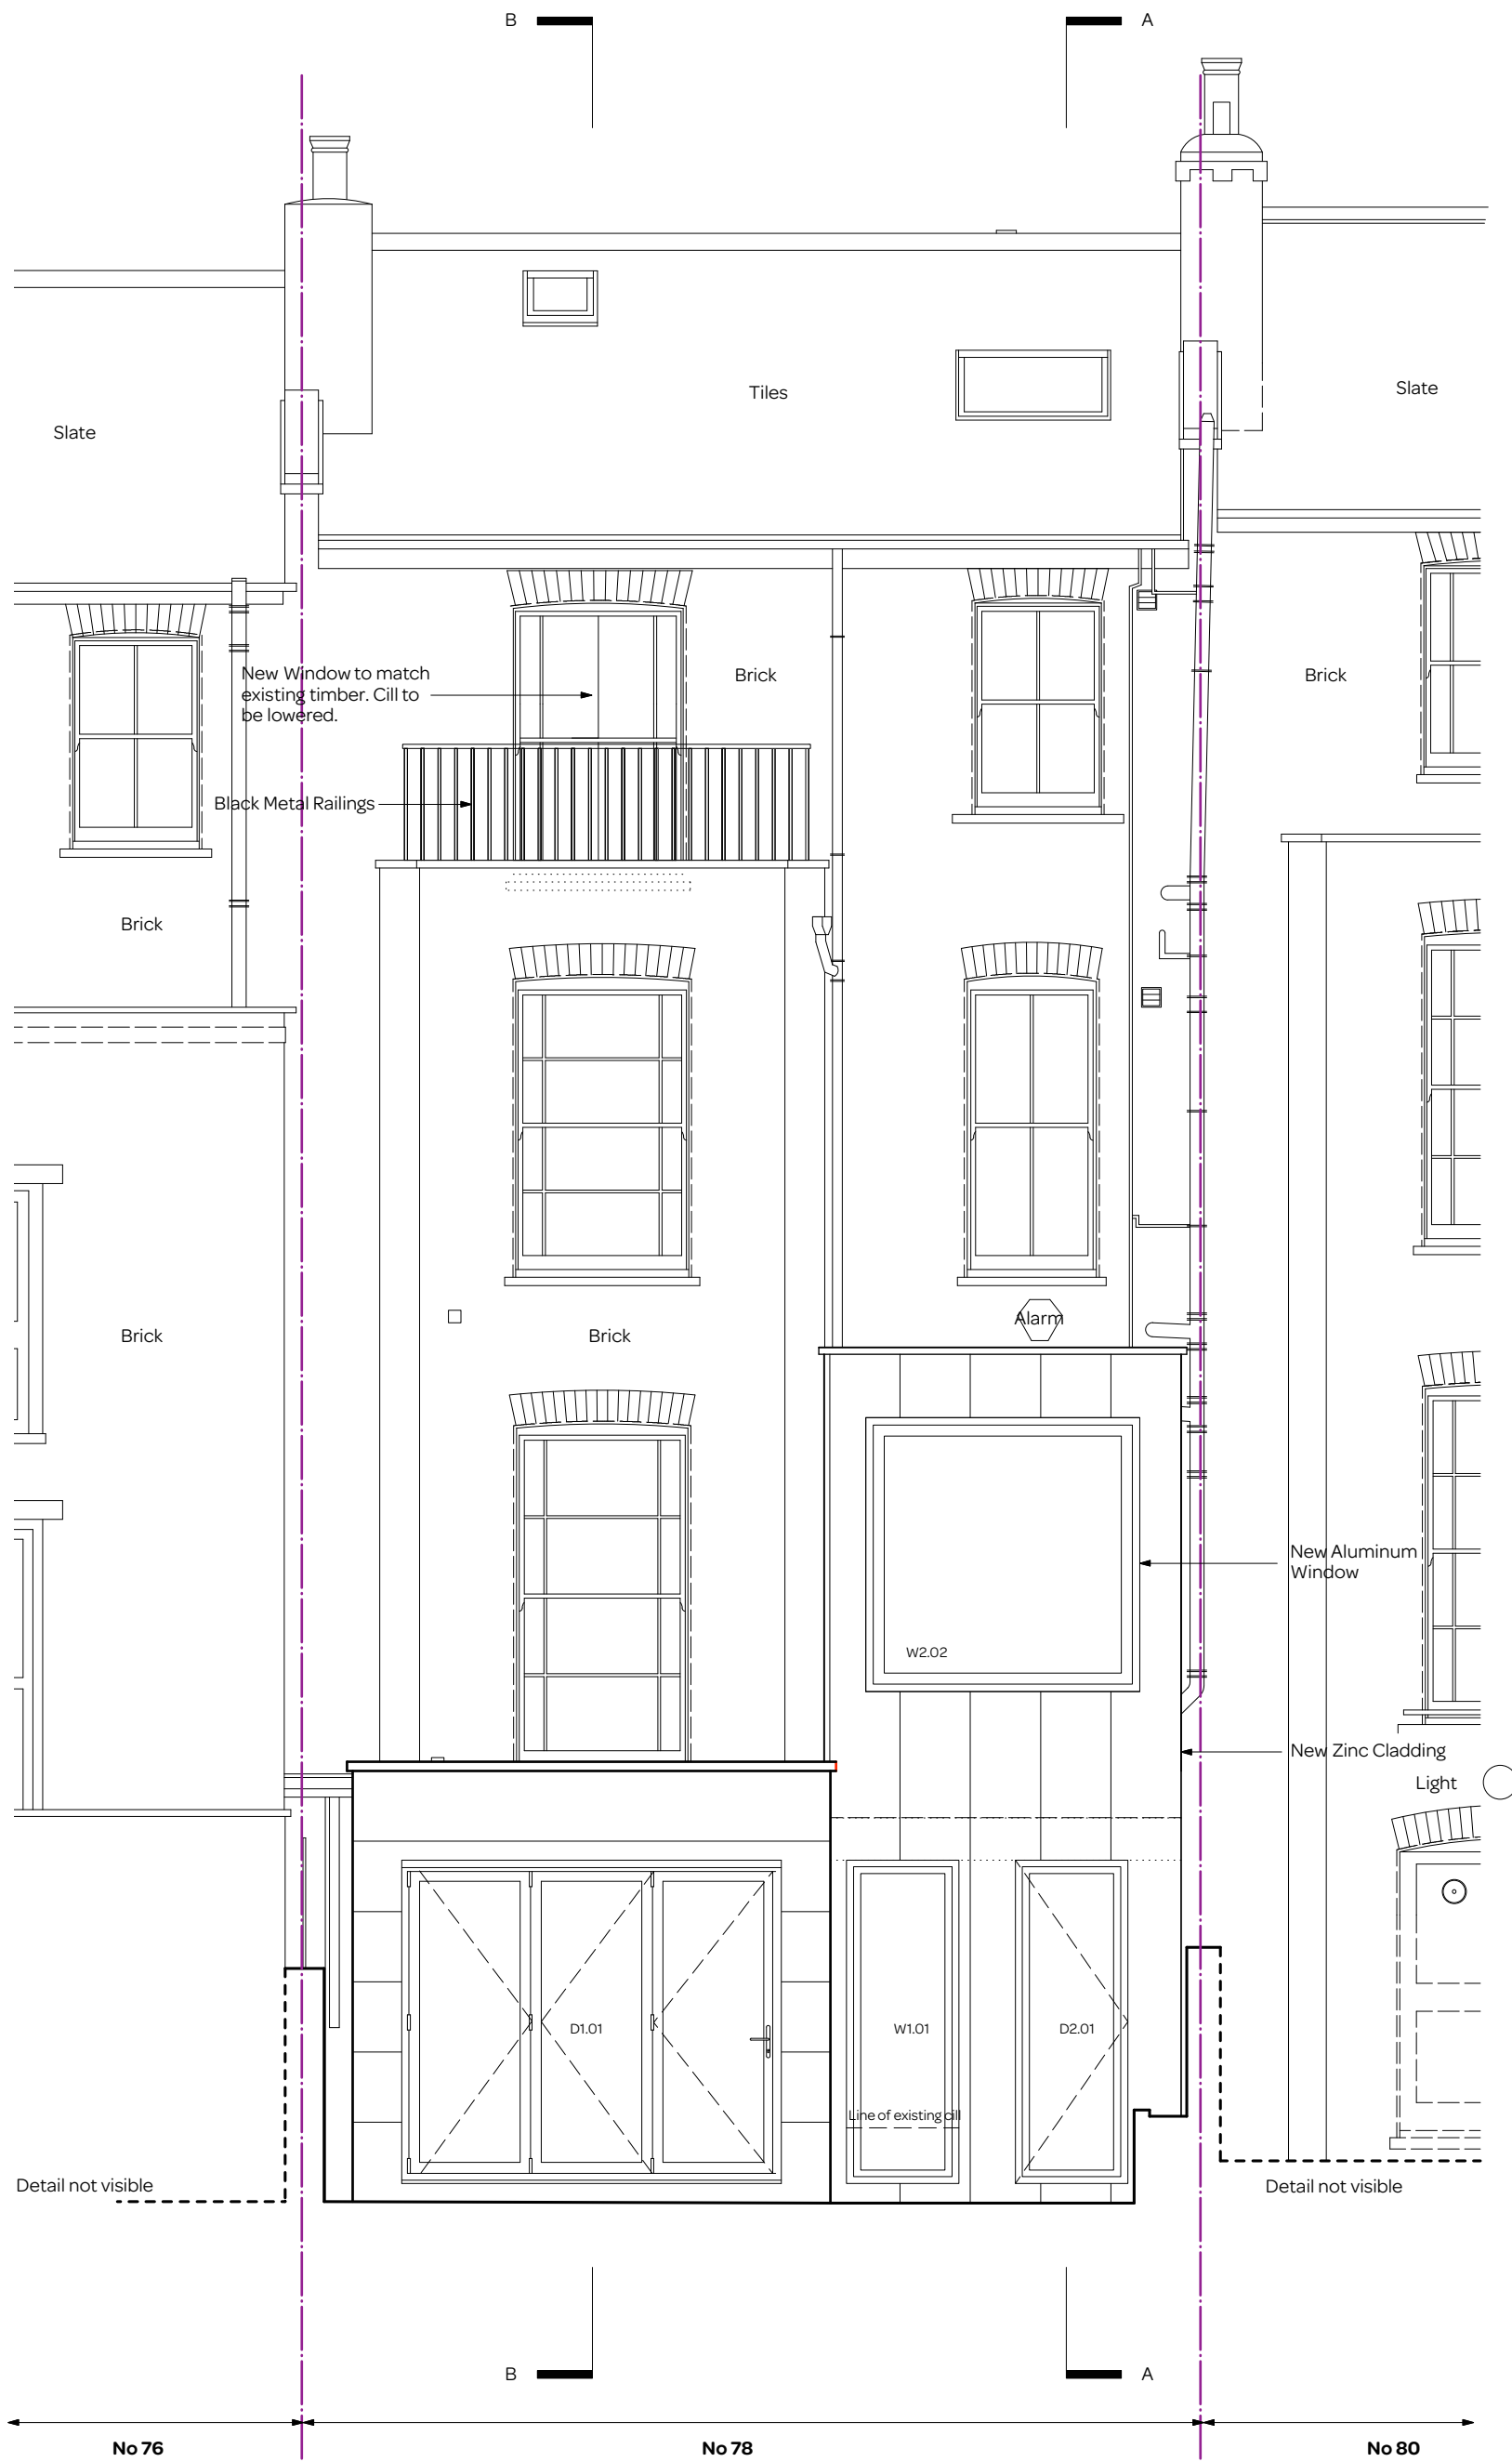 B
A
Tiles
Slate
Slate
New Window to match
existing timber. Cill to
be lowered.
Brick
Brick
Black Metal Railings
Brick
Alarm
Brick
Brick
New Aluminum
Window
W2.02
New Zinc Cladding
Light
D1.01
W1.01
D2.01
Line of existing cill
Detail not visible
Detail not visible
B
A
No 76
No 78
No 80